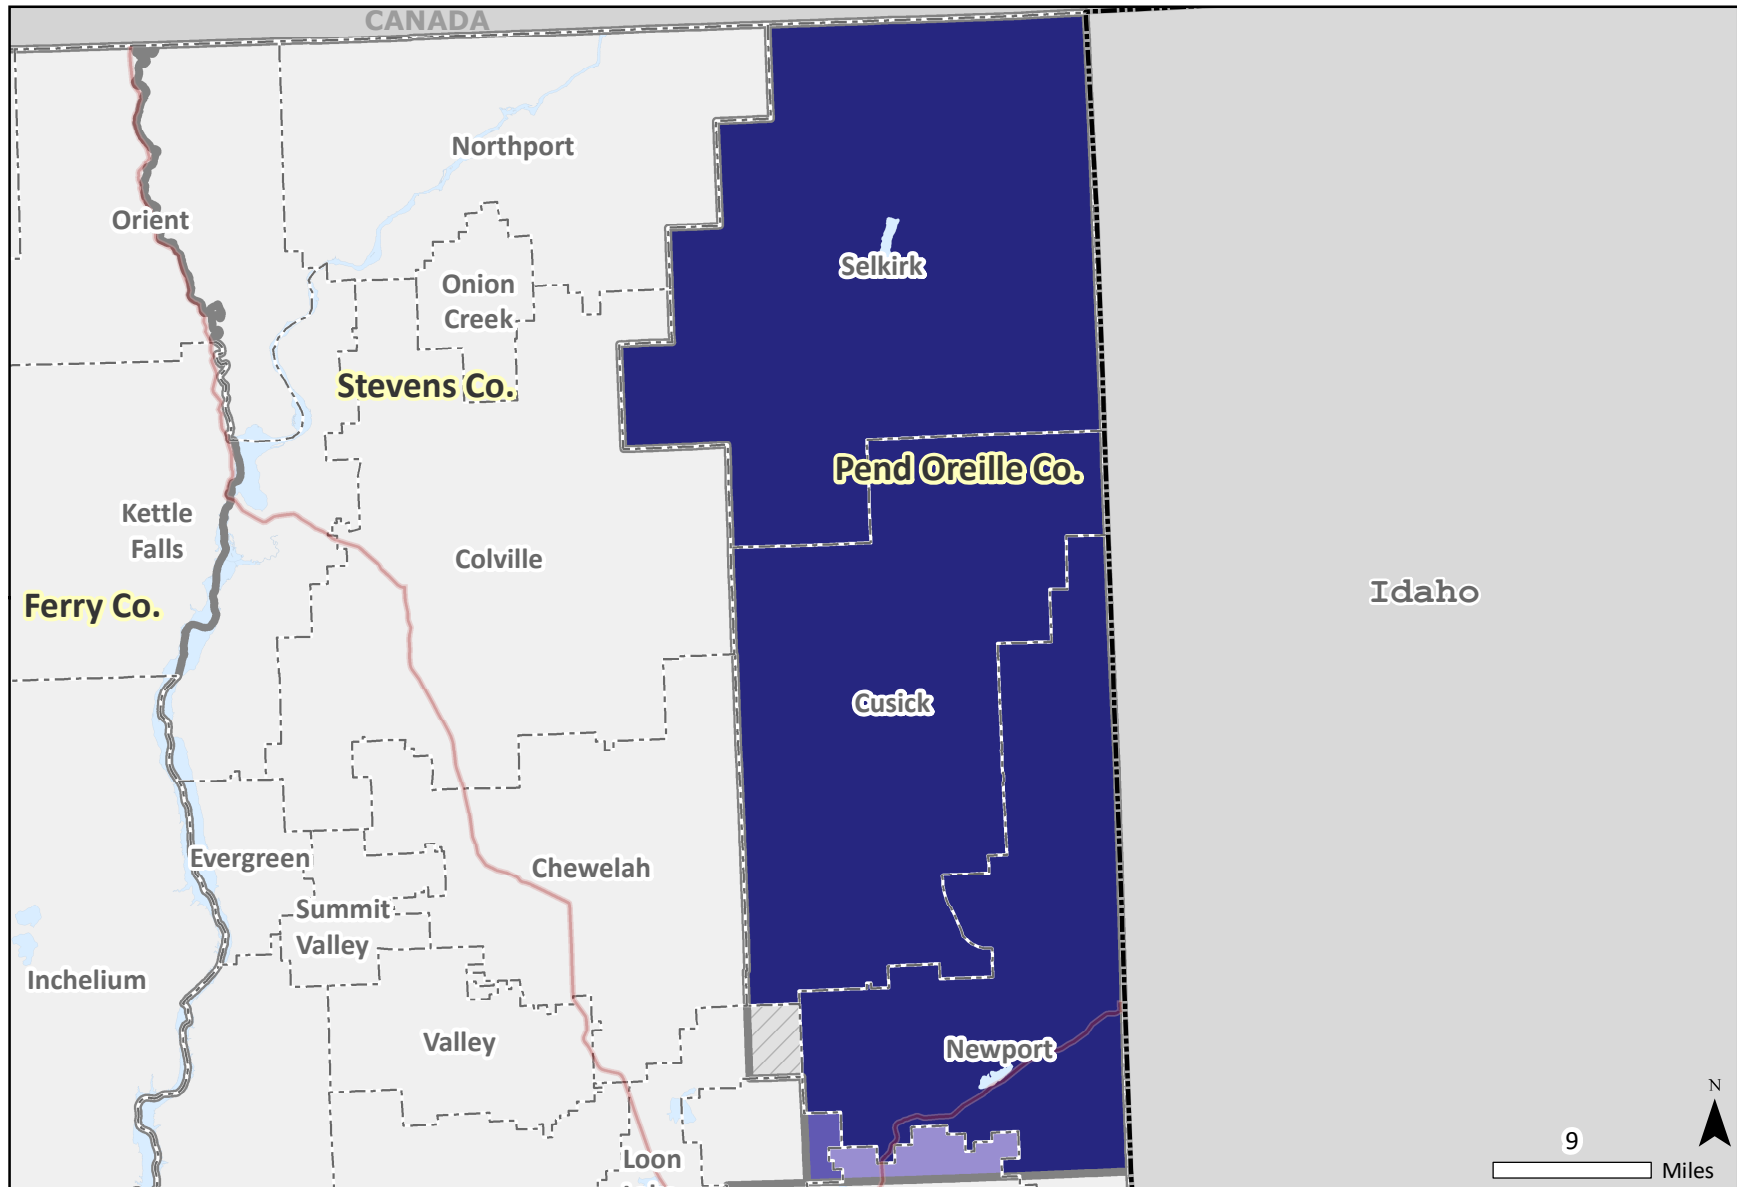 CANADA
Northport
Orient
Selkirk
Onion
Creek
Stevens Co.
Pend Oreille Co.
Kettle
Falls
Colville
Ferry Co.
Idaho
Cusick
Evergreen
Chewelah
Summit
Valley
Inchelium
Valley
Newport
Loon
N
9
Miles